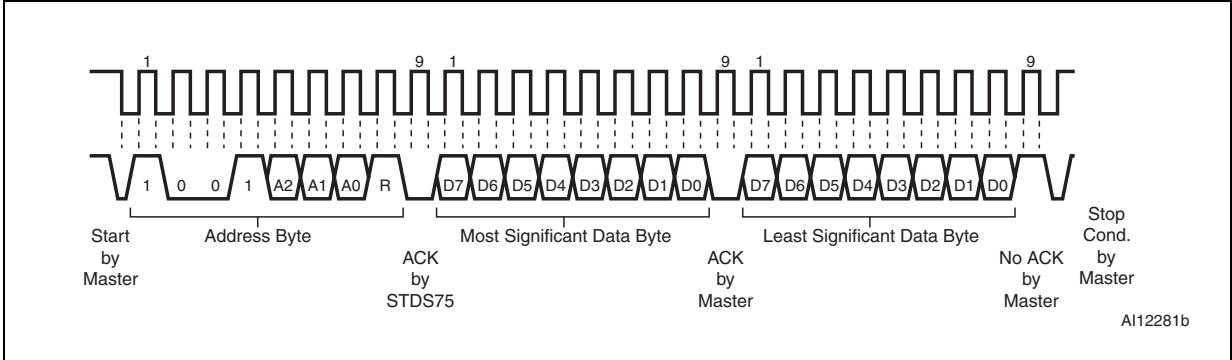 1 9 1 9 1 9
1 0 0 1 A2 A1 A0 R D7 D6 D5 D4 D3 D2 D1 D0 D7 D6 D5 D4 D3 D2 D1 D0
Start
by
Master
Address Byte
ACK
by
STDS75
Most Significant Data Byte
ACK
by
Master
Least Significant Data Byte
No ACK
by
Master
Stop
Cond.
by
Master
AI12281b